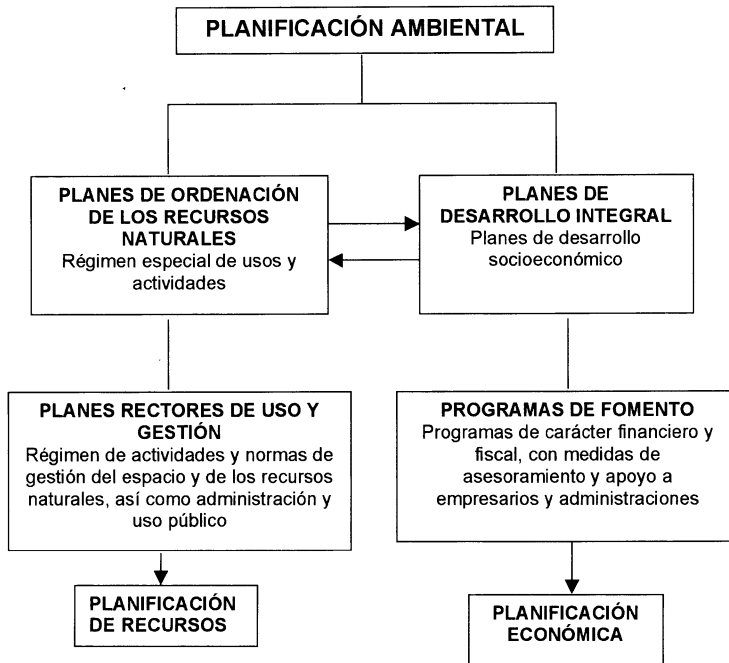 PLANIFICACIÓN AMBIENTAL
PLANES DE ORDENACIÓN
DE LOS RECURSOS
NATURALES
Régimen especial de usos y
actividades
PLANES DE
DESARROLLO INTEGRAL
Planes de desarrollo
socioeconómico
PLANES RECTORES DE USO Y
GESTIÓN
Régimen de actividades y normas de
gestión del espacio y de los recursos
naturales, así como administración y
uso público
PROGRAMAS DE FOMENTO
Programas de carácter financiero y
fiscal, con medidas de
asesoramiento y apoyo a
empresarios y administraciones
PLANIFICACIÓN
DE RECURSOS
PLANIFICACIÓN
ECONÓMICA